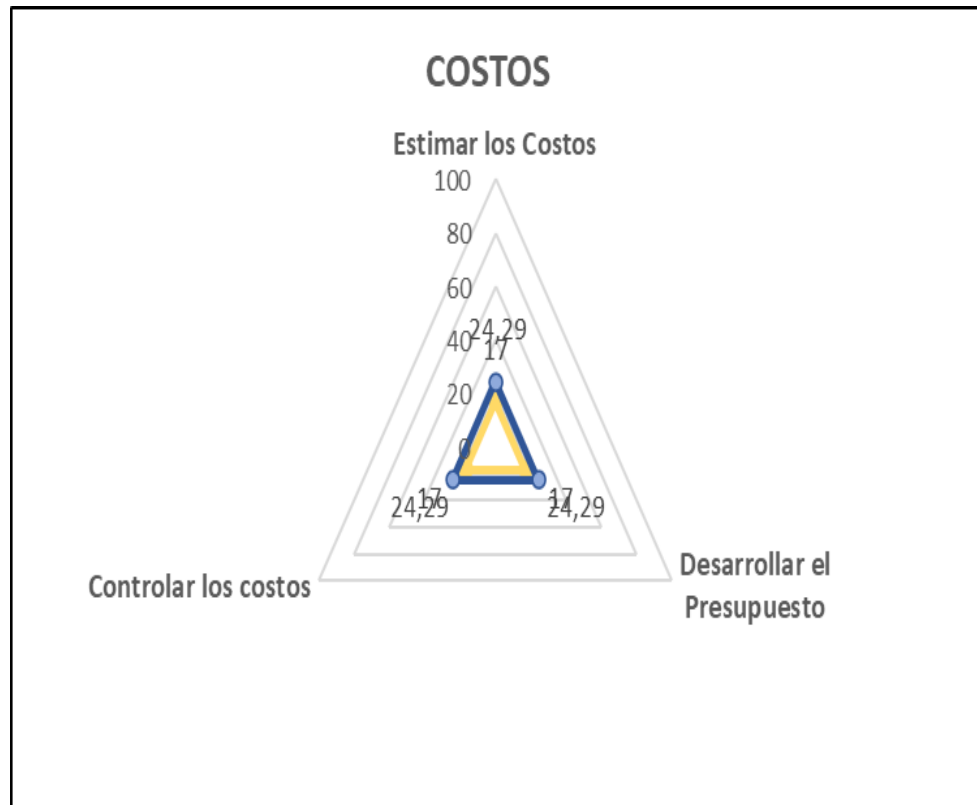 COSTOS
Estimar los Costos
100
80
60
24,29
40
17
20
0
17
17
24,29
24,29
Controlar los costos
Desarrollar el
Presupuesto